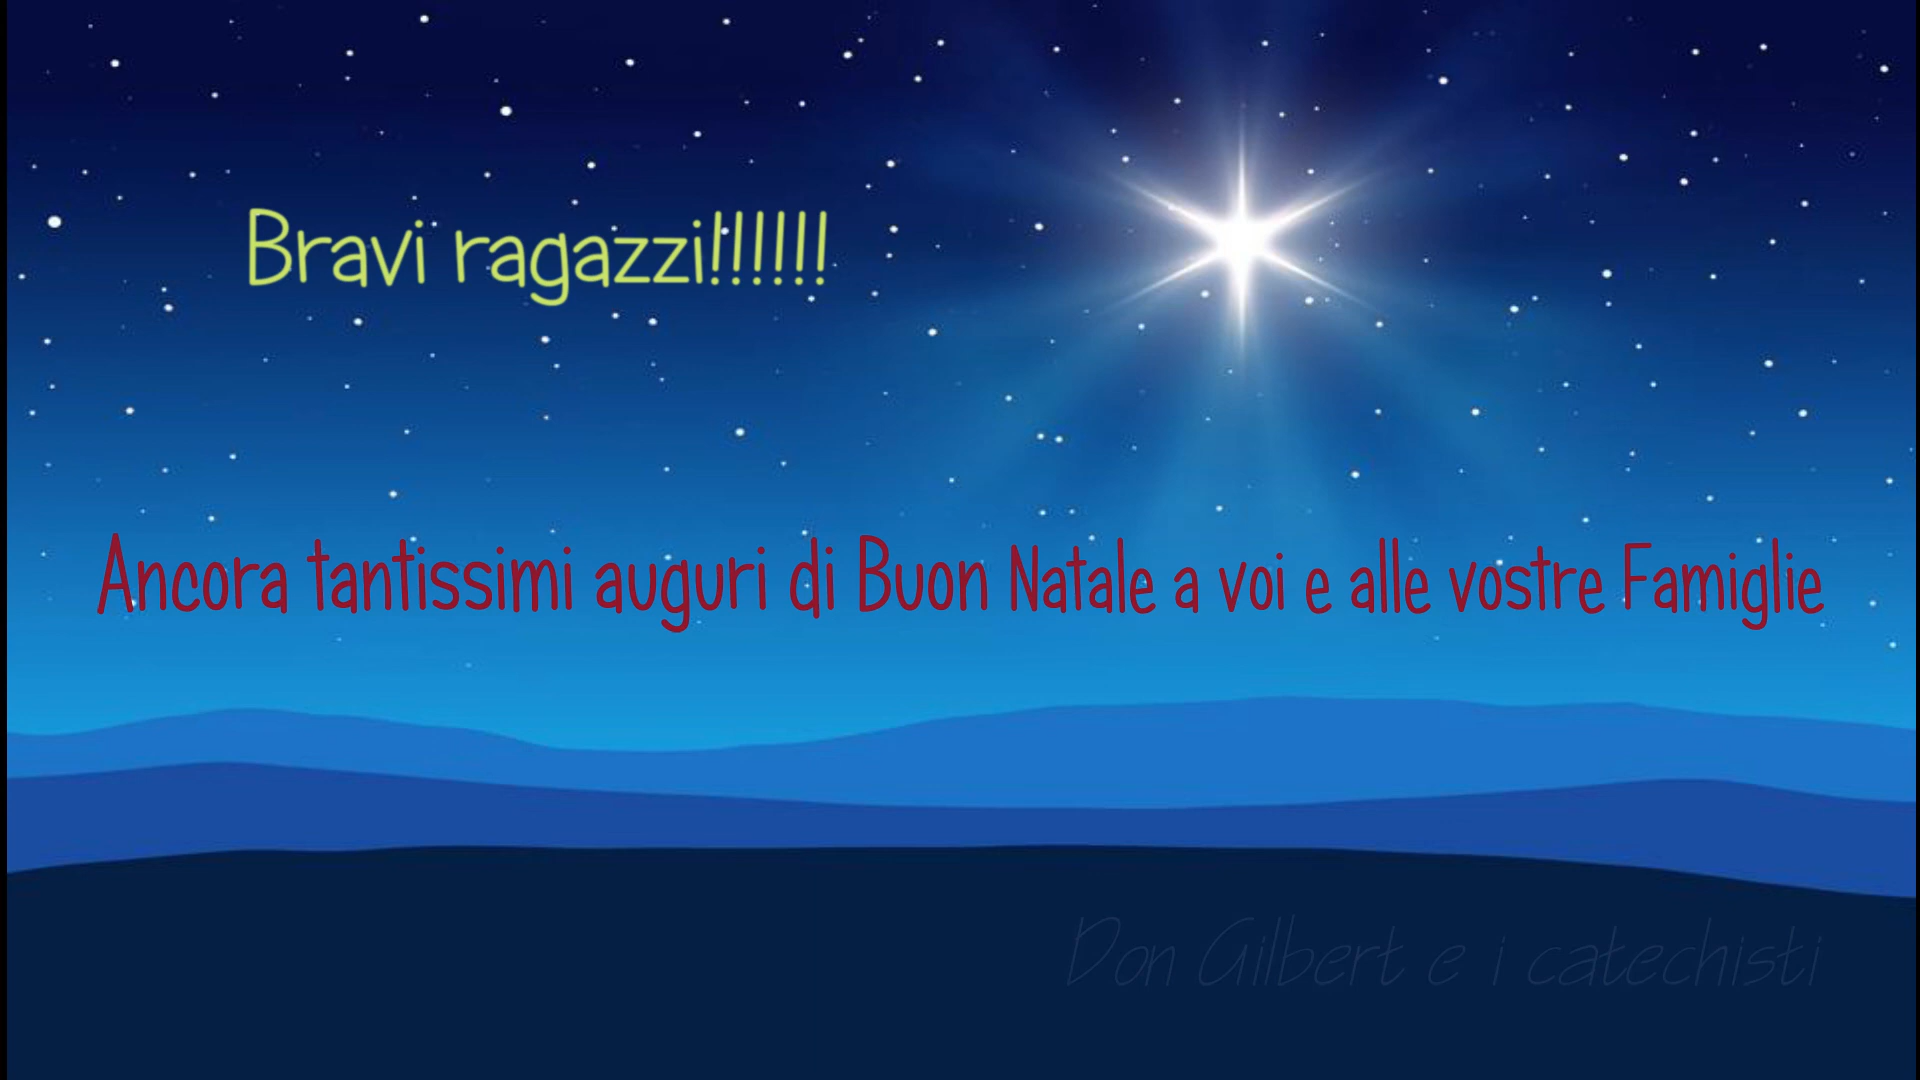 Bravi ragazzi!!!!!!
Ancora tantissimi auguri di Buon Natale a voi e alle vostre Famiglie
Don Gilbert e i catechisti